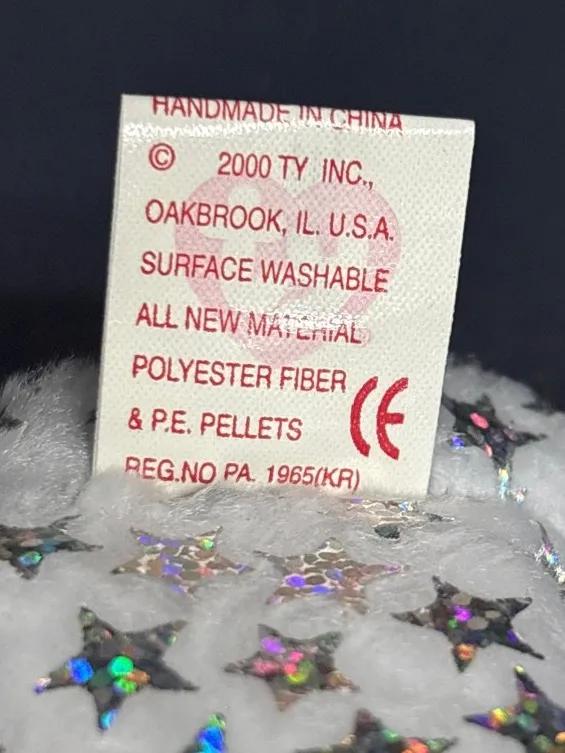 HANDMADE IN CHINA
© 2000 TY INC.,
OAKBROOK, IL. U.S.A.
SURFACE WASHABLE
ALL NEW MATERIAL
POLYESTER FIBER
& P.E. PELLETS
CE
REG.NO PA. 1965(KR)